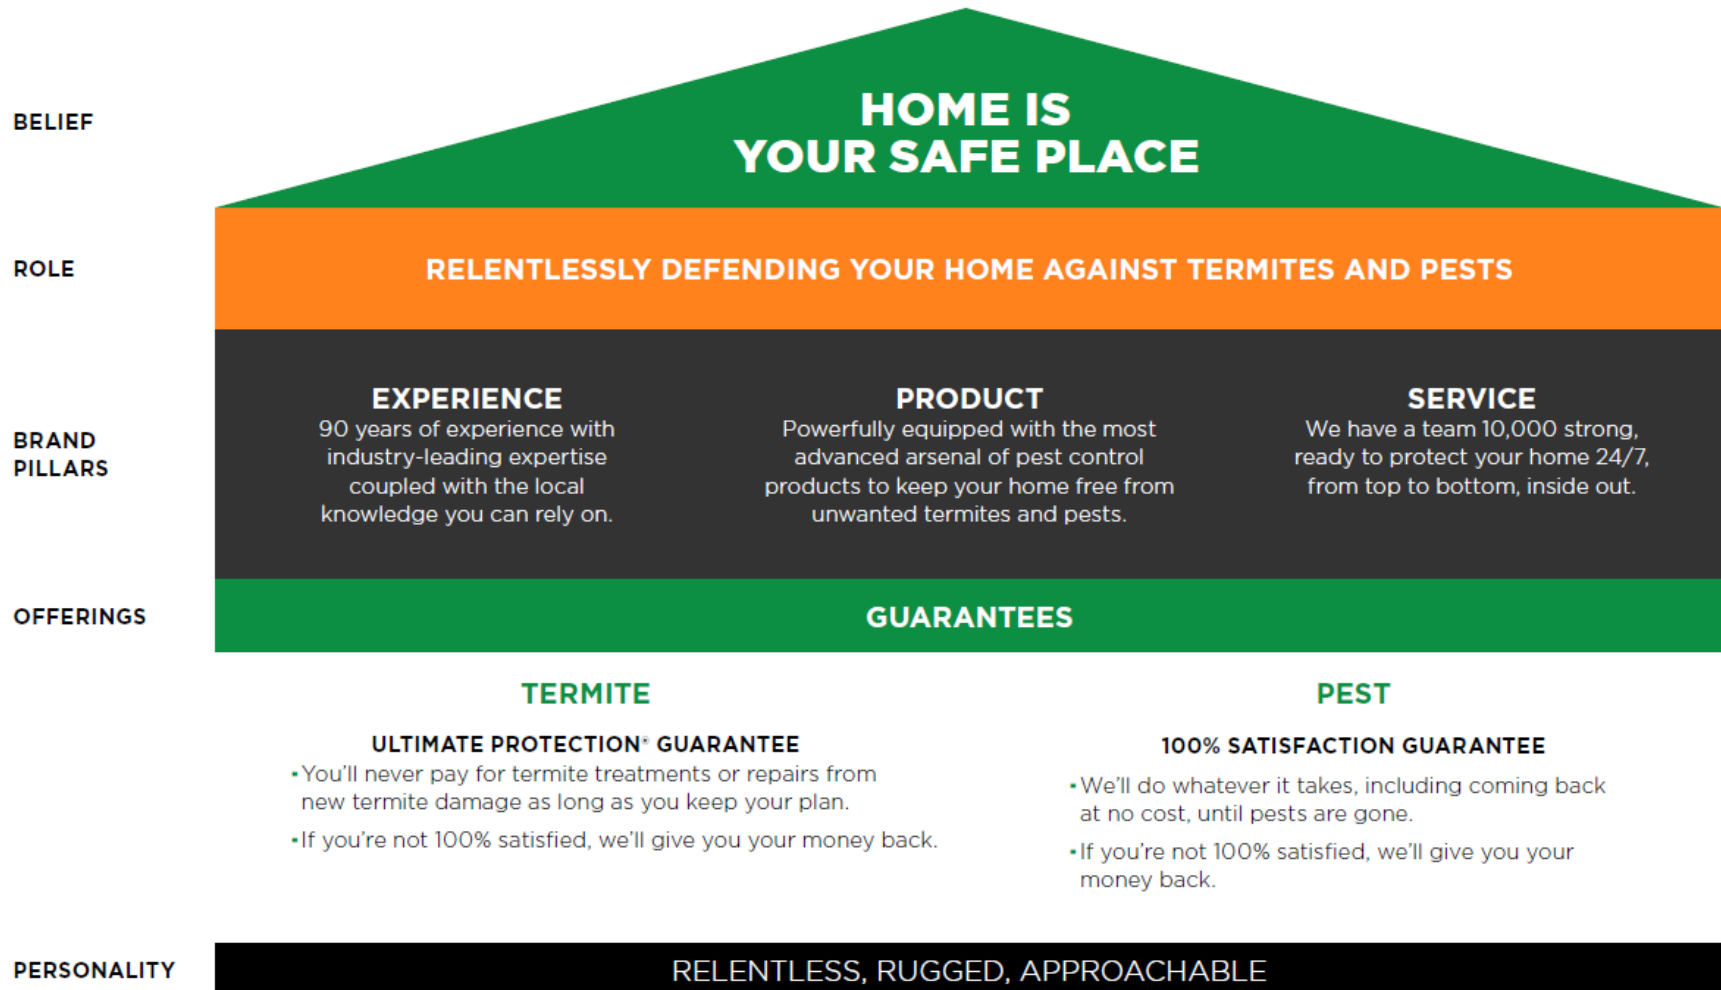 BELIEF
HOME IS
YOUR SAFE PLACE
ROLE
RELENTLESSLY DEFENDING YOUR HOME AGAINST TERMITES AND PESTS
BRAND
PILLARS
EXPERIENCE
90 years of experience with
industry-leading expertise
coupled with the local
knowledge you can rely on.
PRODUCT
Powerfully equipped with the most
advanced arsenal of pest control
products to keep your home free from
unwanted termites and pests.
SERVICE
We have a team 10,000 strong,
ready to protect your home 24/7,
from top to bottom, inside out.
OFFERINGS
GUARANTEES
TERMITE
ULTIMATE PROTECTION® GUARANTEE
▪ You’ll never pay for termite treatments or repairs from
new termite damage as long as you keep your plan.
▪ If you’re not 100% satisfied, we’ll give you your money back.
PEST
100% SATISFACTION GUARANTEE
▪ We’ll do whatever it takes, including coming back
at no cost, until pests are gone.
▪ If you’re not 100% satisfied, we’ll give you your
money back.
PERSONALITY
RELENTLESS, RUGGED, APPROACHABLE